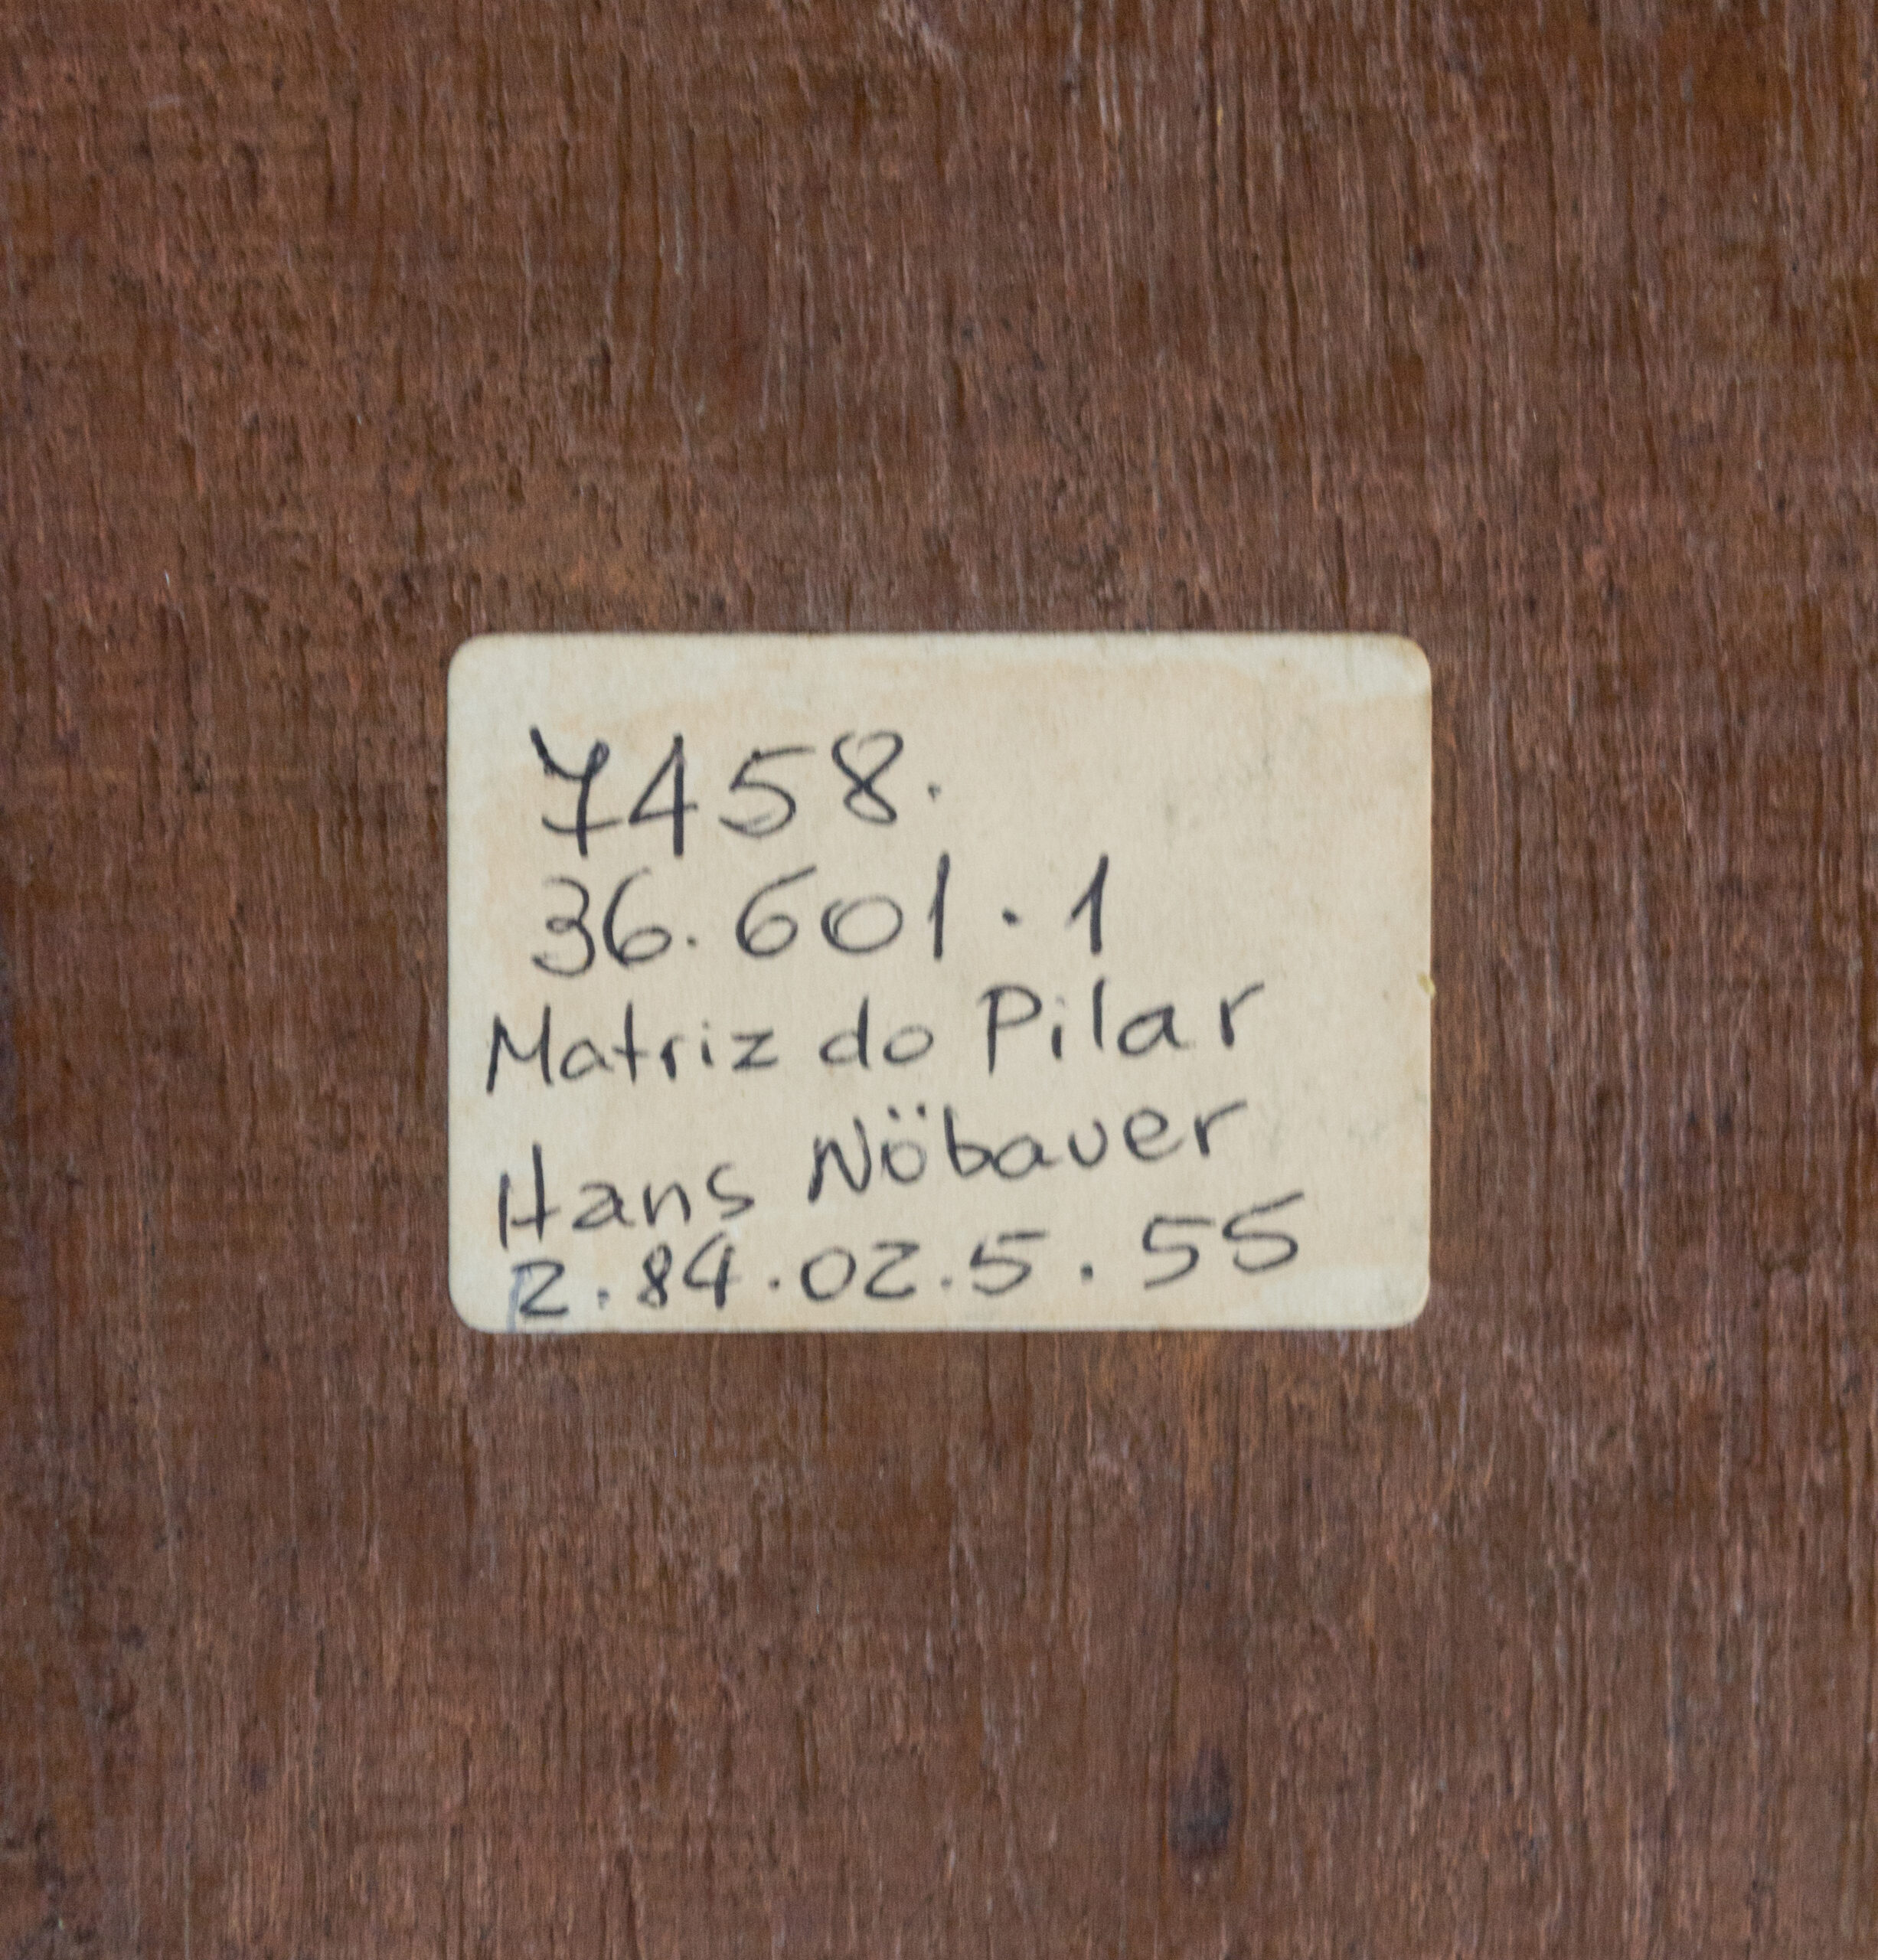 7458.
36.601.1
Matriz do Pilar
Hans Nöbauer
2.84.02.5.55